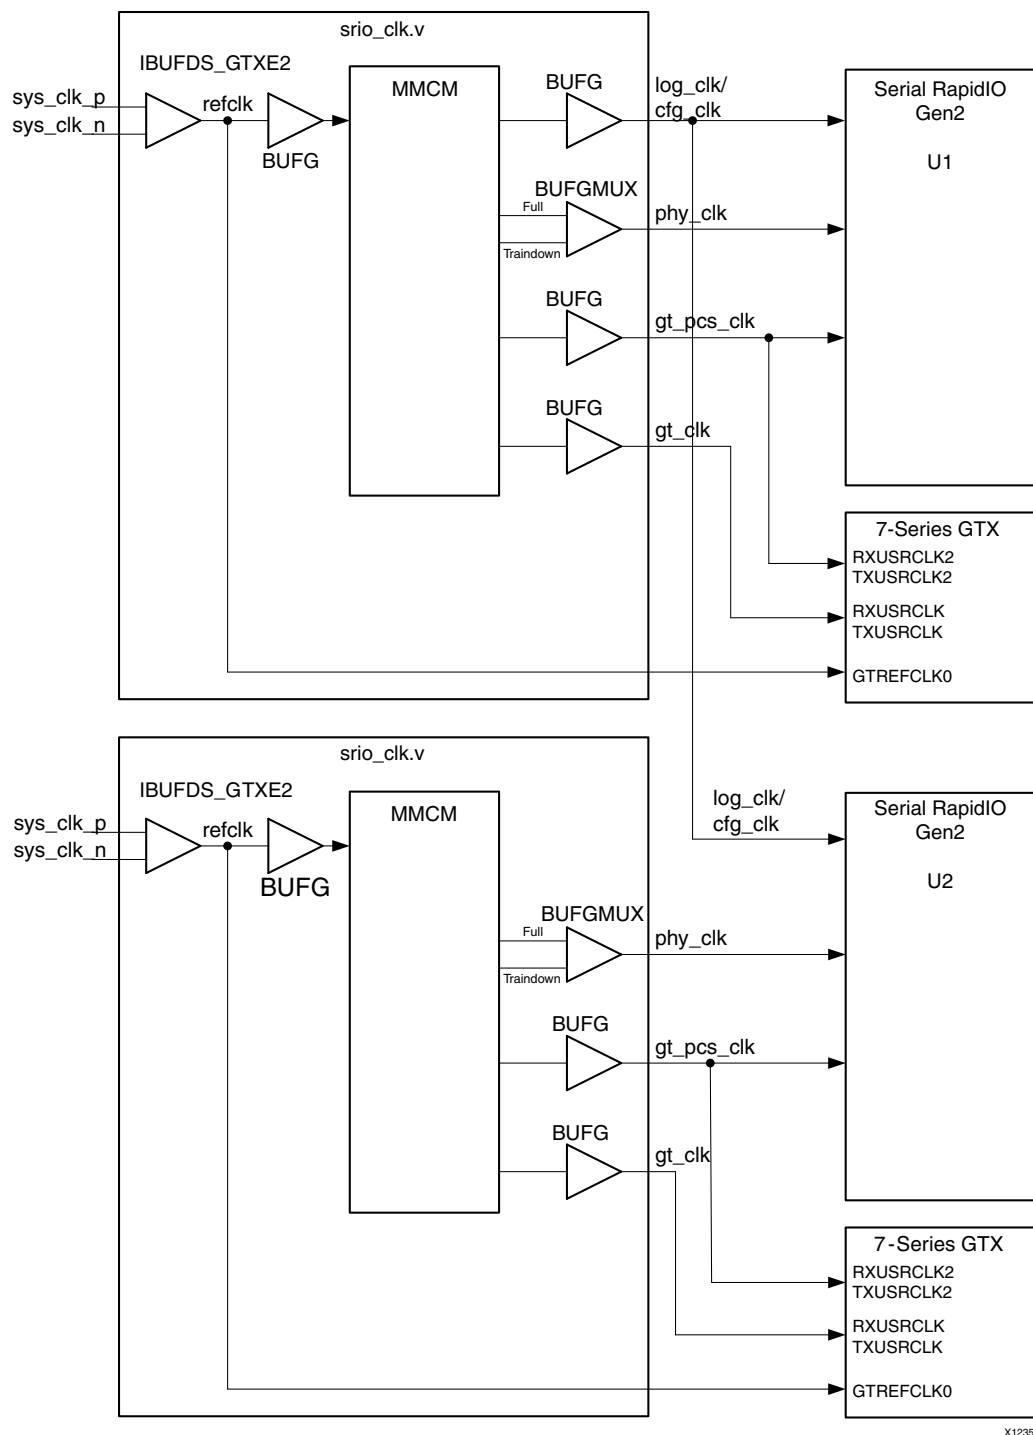 srio_clk.v
IBUFDS_GTXE2
sys_clk_p
sys_clk_n
refclk
BUFG
MMCM
BUFG
log_clk/
cfg_clk
BUFGMUX
Full
Traindown
phy_clk
BUFG
gt_pcs_clk
BUFG
gt_clk
Serial RapidIO
Gen2
U1
7-Series GTX
RXUSRCLK2
TXUSRCLK2
RXUSRCLK
TXUSRCLK
GTREFCLK0
srio_clk.v
IBUFDS_GTXE2
sys_clk_p
sys_clk_n
refclk
BUFG
MMCM
log_clk/
cfg_clk
BUFGMUX
Full
Traindown
phy_clk
BUFG
gt_pcs_clk
BUFG
gt_clk
Serial RapidIO
Gen2
U2
7-Series GTX
RXUSRCLK2
TXUSRCLK2
RXUSRCLK
TXUSRCLK
GTREFCLK0